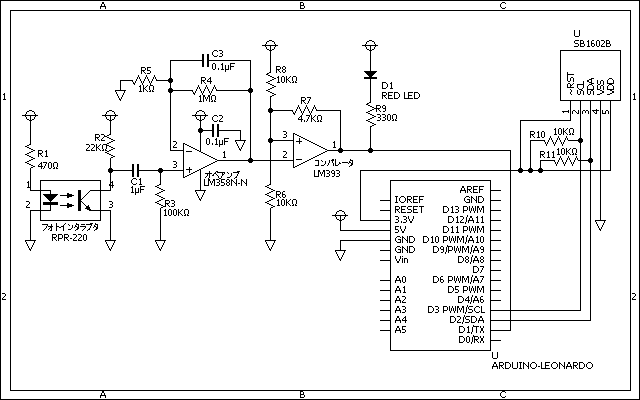 A
B
C
1
2
1
2
A
B
C
R1
470Ω
1
2
4
3
フォトインタラプタ
RPR-220
R2
22KΩ
C1
1μF
R3
100KΩ
R5
1KΩ
C3
0.1μF
R4
1MΩ
C2
0.1μF
2
3
1
オペアンプ
LM358N-N
R8
10KΩ
R7
4.7KΩ
3
2
1
コンパレータ
LM393
R6
10KΩ
D1
RED LED
R9
330Ω
U
SB1602B
~RST
SCL
SDA
VSS
VDD
1
2
3
4
5
R10
10KΩ
R11
10KΩ
IOREF
RESET
3.3V
5V
GND
GND
Vin
A0
A1
A2
A3
A4
A5
AREF
GND
D13 PWM
D12/A11
D11 PWM
D10 PWM/A10
D9/PWM/A9
D8/A8
D7
D6 PWM/A7
D5 PWM
D4/A6
D3 PWM/SCL
D2/SDA
D1/TX
D0/RX
U
ARDUINO-LEONARDO